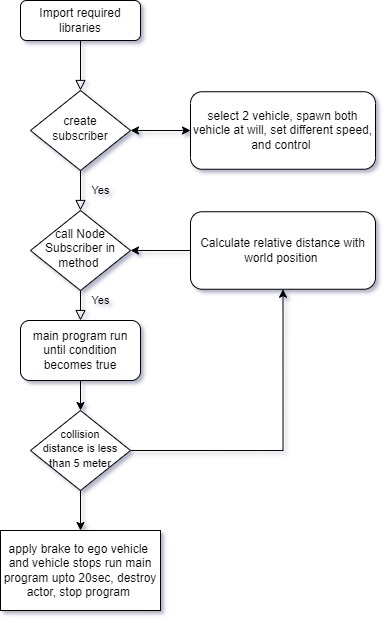 Import required
libraries
create
subscriber
select 2 vehicle, spawn both
vehicle at will, set different speed,
and control
Yes
call Node
Subscriber in
method
Calculate relative distance with
world position
Yes
main program run
until condition
becomes true
collision
distance is less
than 5 meter
apply brake to ego vehicle
and vehicle stops run main
program upto 20sec, destroy
actor, stop program